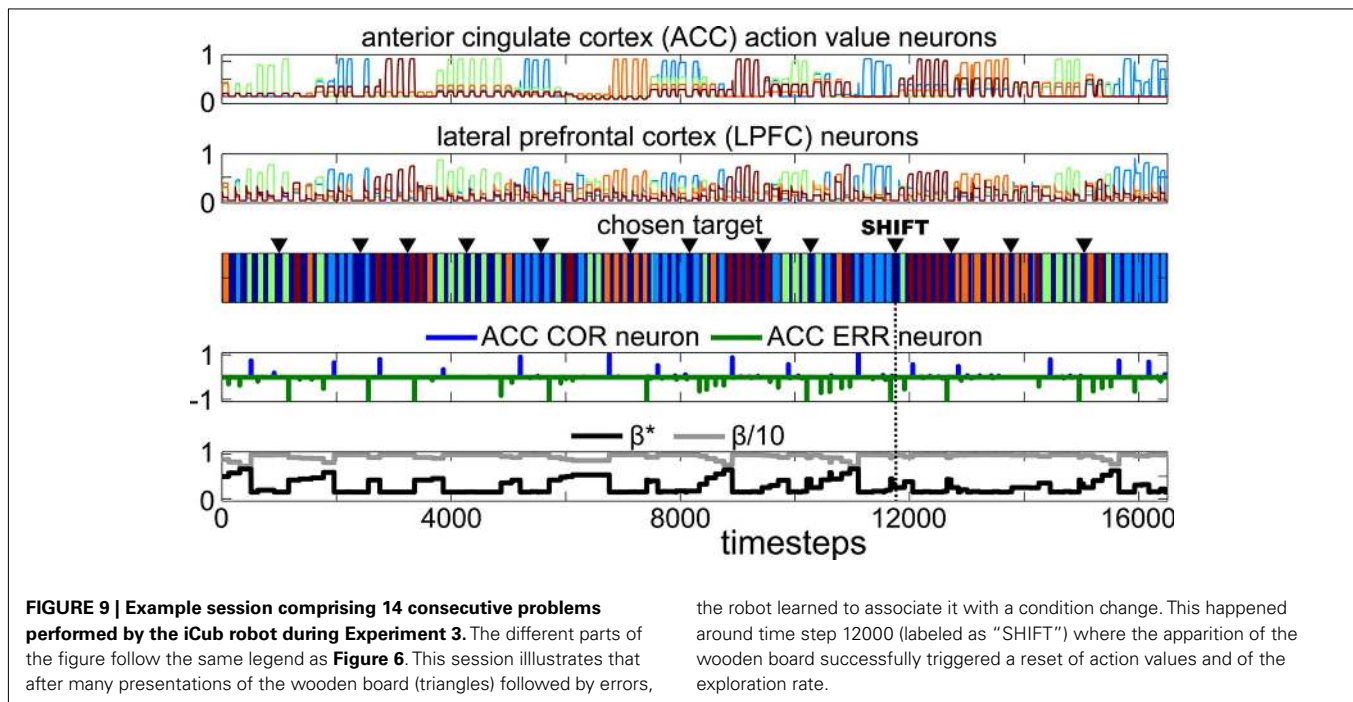 anterior cingulate cortex (ACC) action value neurons
1
0
lateral prefrontal cortex (LPFC) neurons
1
0
chosen target
SHIFT
ACC COR neuron
ACC ERR neuron
1
-1
β*
β/10
1
0
0
4000
8000
12000
16000
timesteps
FIGURE 9 | Example session comprising 14 consecutive problems
performed by the iCub robot during Experiment 3. The different parts of
the figure follow the same legend as Figure 6. This session illlustrates that
after many presentations of the wooden board (triangles) followed by errors,
the robot learned to associate it with a condition change. This happened
around time step 12000 (labeled as “SHIFT”) where the apparition of the
wooden board successfully triggered a reset of action values and of the
exploration rate.